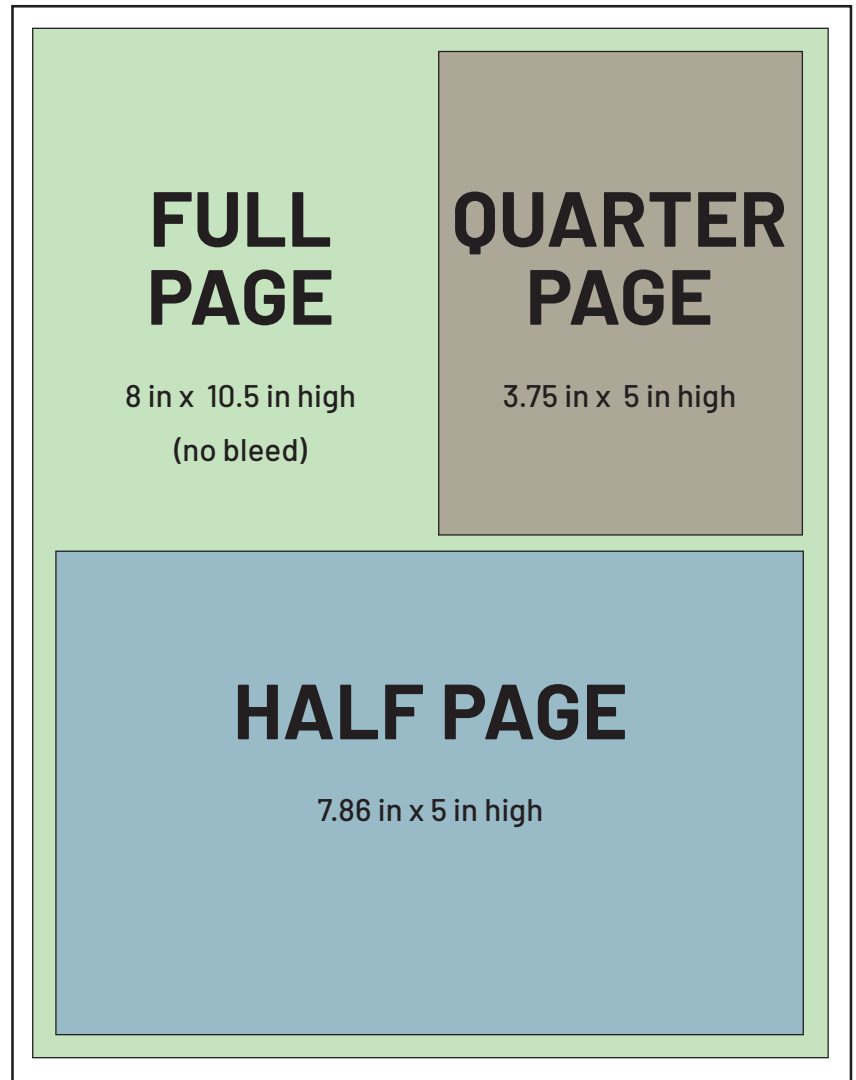 FULL
PAGE
8 in x  10.5 in high
(no bleed)
QUARTER
PAGE
3.75 in x  5 in high
HALF PAGE
7.86 in x 5 in high